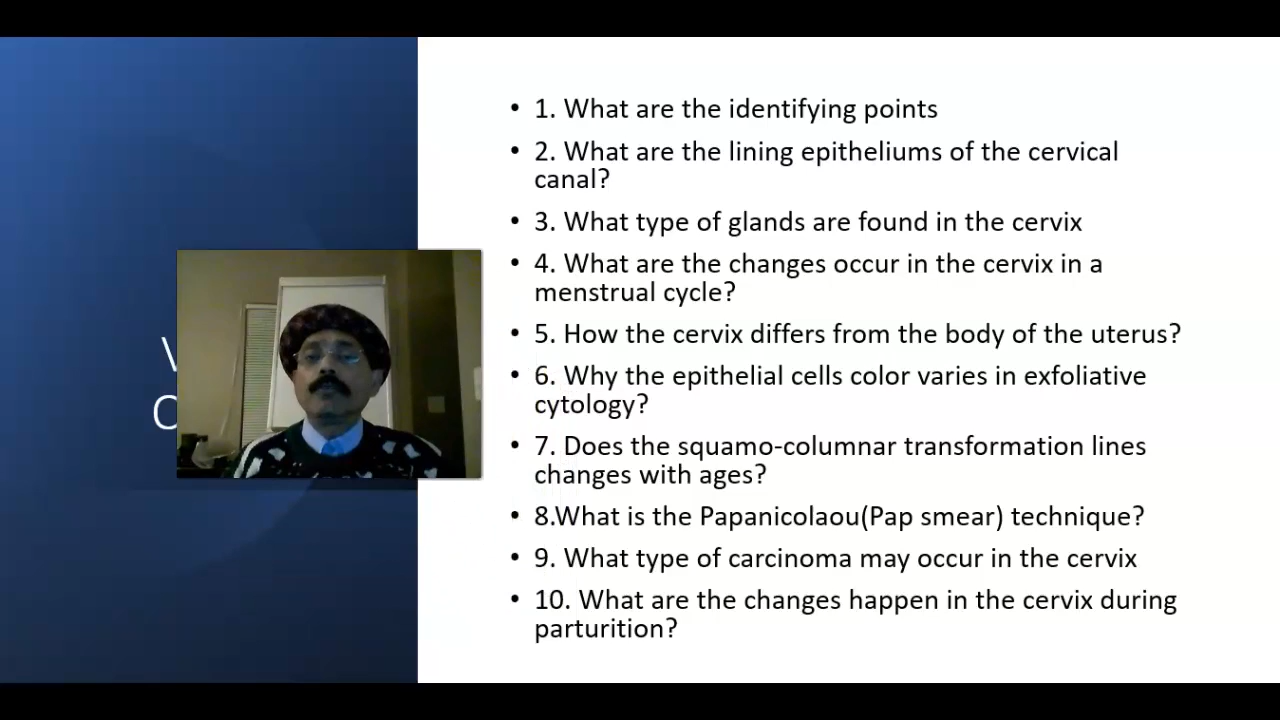 • 1. What are the identifying points
• 2. What are the lining epitheliums of the cervical
canal?
• 3. What type of glands are found in the cervix
• 4. What are the changes occur in the cervix in a
menstrual cycle?
• 5. How the cervix differs from the body of the uterus?
• 6. Why the epithelial cells color varies in exfoliative
cytology?
• 7. Does the squamo-columnar transformation lines
changes with ages?
• 8.What is the Papanicolaou(Pap smear) technique?
• 9. What type of carcinoma may occur in the cervix
• 10. What are the changes happen in the cervix during
parturition?